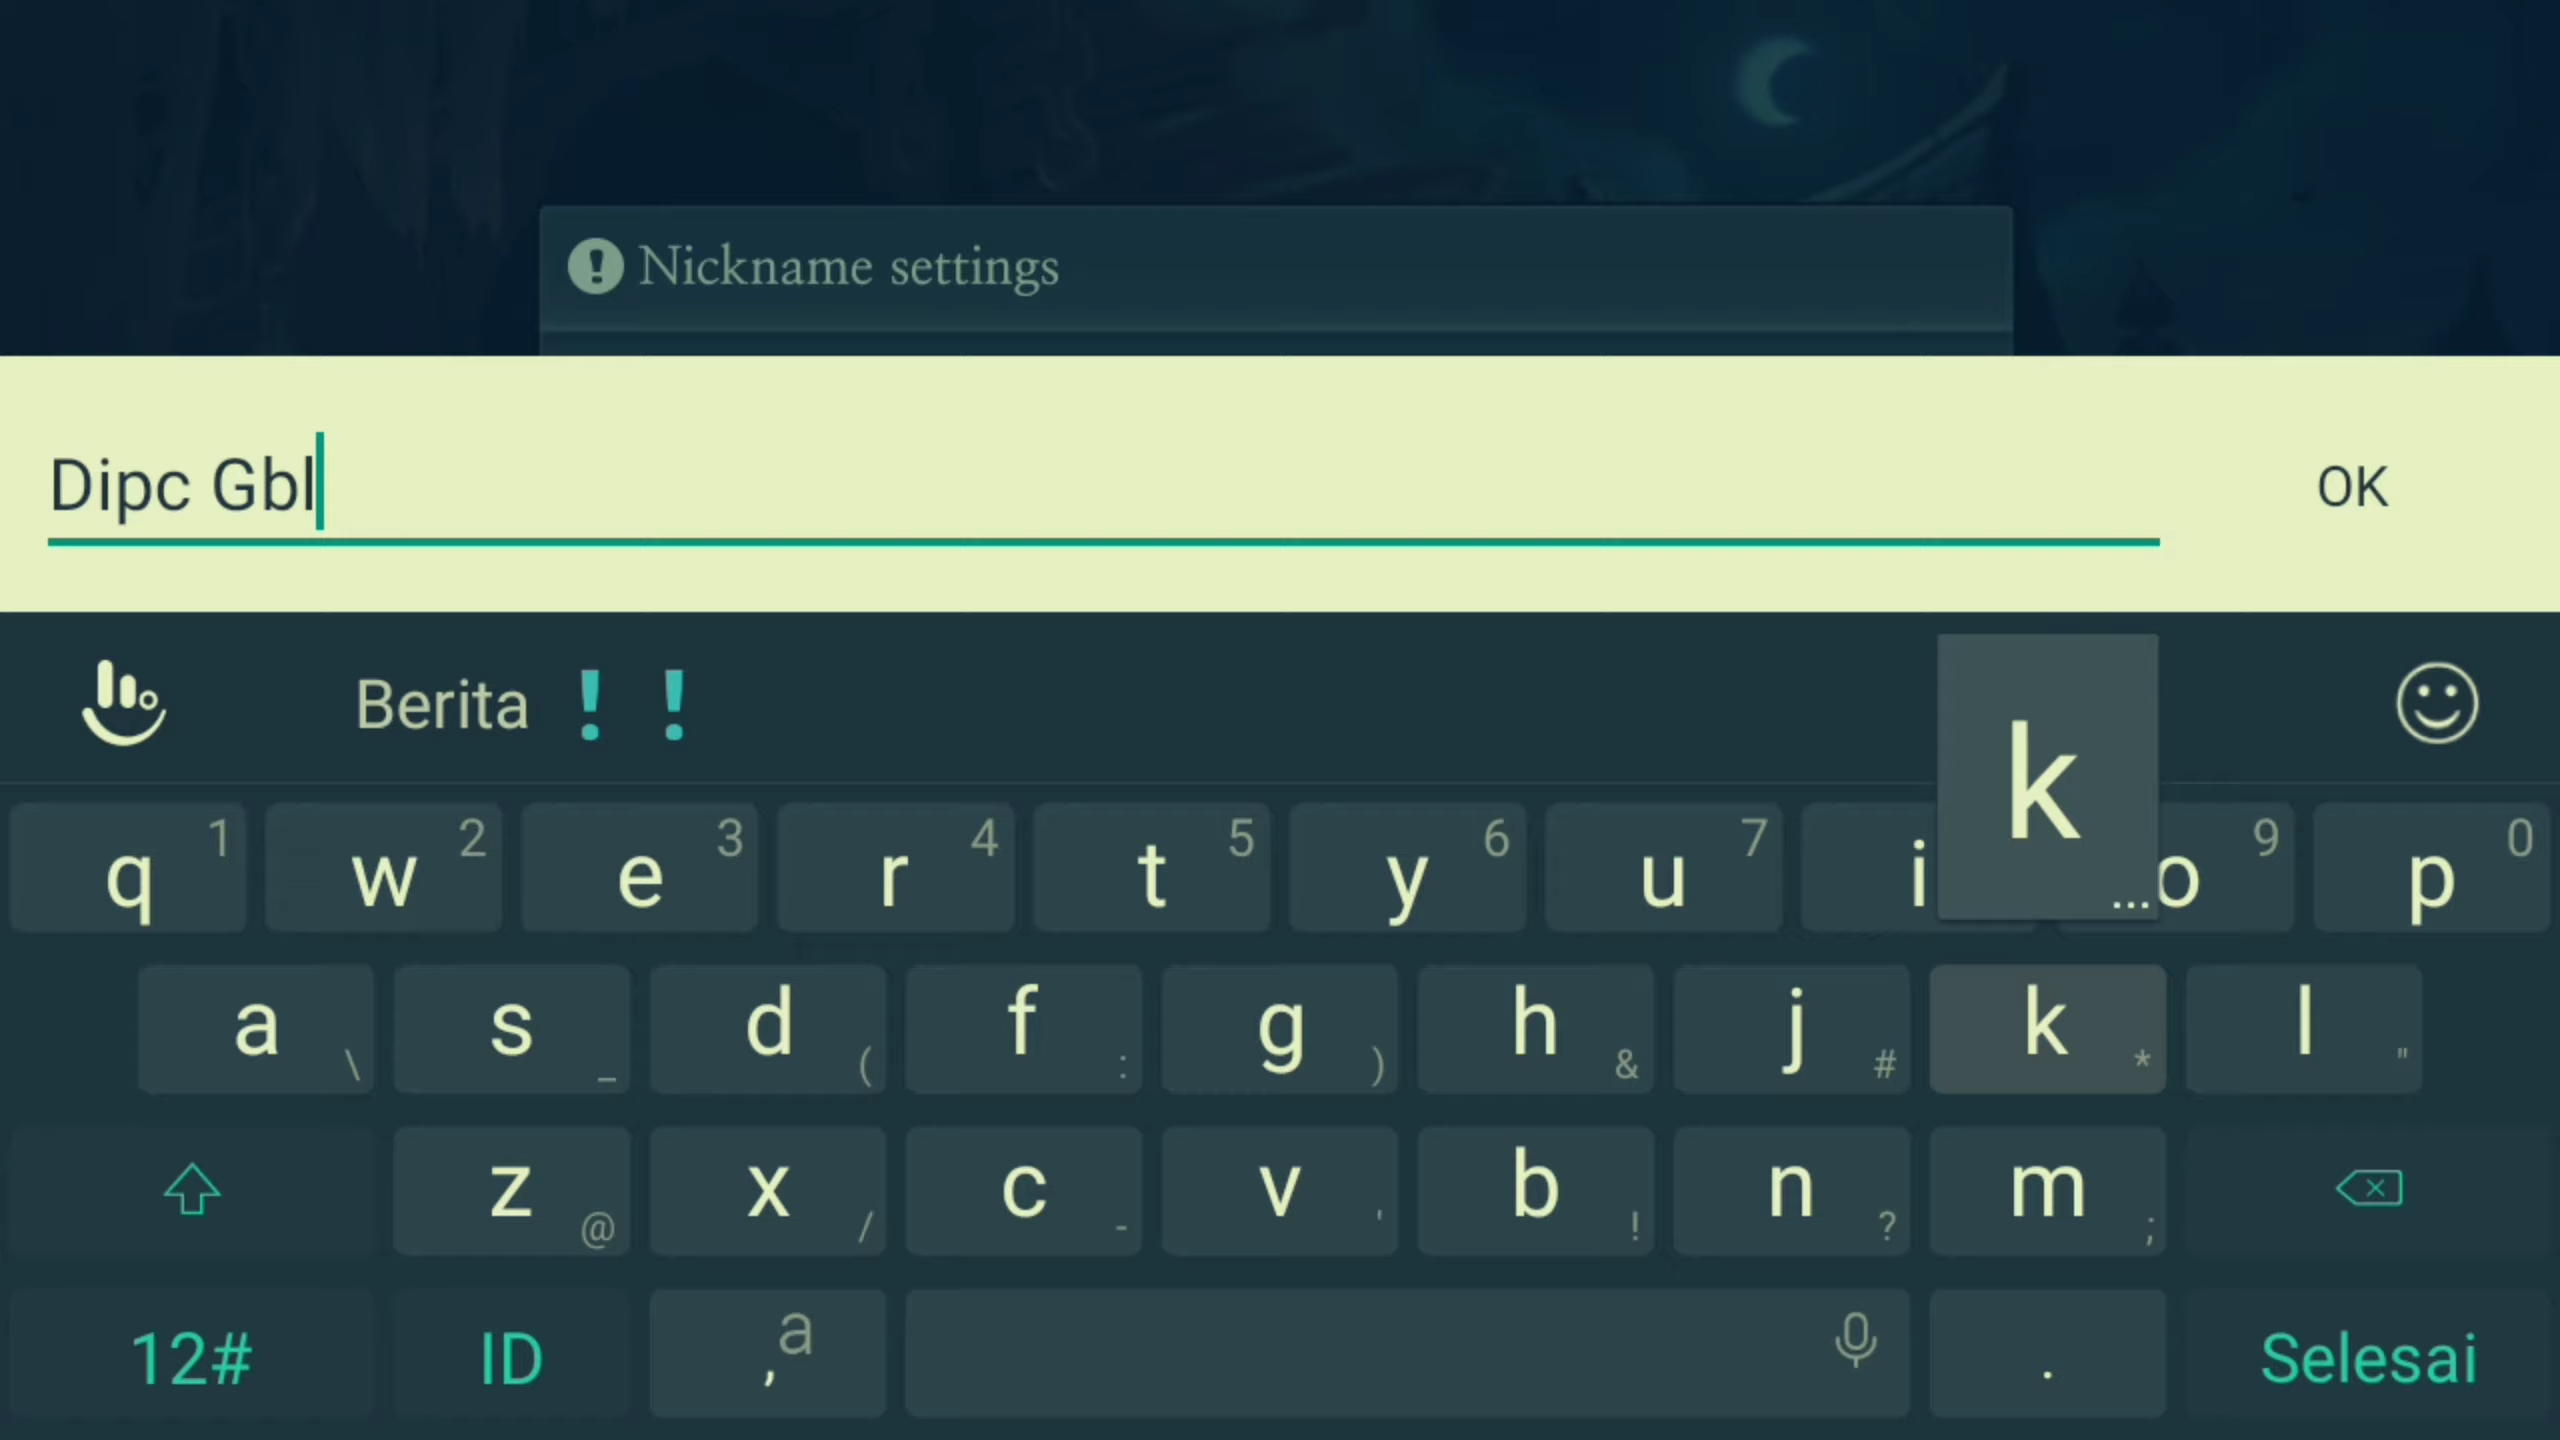 Nickname settings
Dipc Gbl
OK
Berita ! !
k
...
q 1 w 2 e 3 r 4 t 5 y 6 u 7 i o 9 p 0
a \ s _ d ( f : g ) h & j # k * l "
z @ x / c - v ' b ! n ? m ;
12# ID , a . Selesai